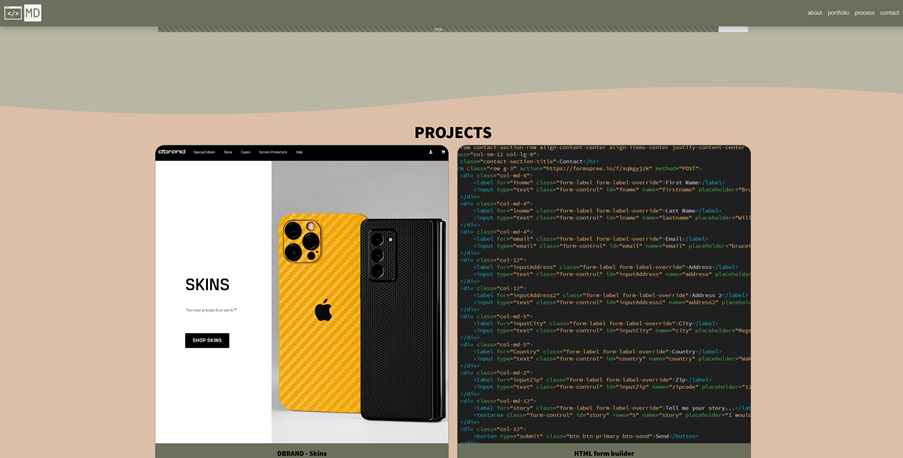 </> MD
about portfolio process contact
PROJECTS
dbrand Special Edition Skins Cases Screen Protectors Help
SKINS
The most precise fit on earth.™
SHOP SKINS
DBRAND - Skins
row contact-section-row align-content-center align-items-center justify-content-center
ass="col-sm-12 col-lg-8">
class="contact-section-title">Contact</h1>
rm class="row g-3" action="https://formspree.io/f/xqkgyjzk" method="POST">
<div class="col-md-4">
<label for="fname" class="form-label form-label-override">First Name</label>
<input type="text" class="form-control" id="fname" name="firstname" placeholder="Bru
</div>
<div class="col-md-4">
<label for="lname" class="form-label form-label-override">Last Name</label>
<input type="text" class="form-control" id="lname" name="lastname" placeholder="Will
</div>
<div class="col-md-4">
<label for="email" class="form-label form-label-override">Email</label>
<input type="email" class="form-control" id="email" name="email" placeholder="brucet
</div>
<div class="col-12">
<label for="inputAddress" class="form-label form-label-override">Address</label>
<input type="text" class="form-control" id="address" name="address" placeholder
</div>
<div class="col-12">
<label for="inputAddress2" class="form-label form-label-override">Address 2</label>
<input type="text" class="form-control" id="address2" name="address2" placehol
</div>
<div class="col-md-5">
<label for="inputCity" class="form-label form-label-override">City</label>
<input type="text" class="form-control" id="city" name="city" placeholder="Mega
</div>
<div class="col-md-5">
<label for="Country" class="form-label form-label-override">Country</label>
<input type="text" class="form-control" id="country" name="country" placeholder="Wak
</div>
<div class="col-md-2">
<label for="inputZip" class="form-label form-label-override">Zip</label>
<input type="text" class="form-control" id="inputZip" name="zipcode" placeholder="12
</div>
<div class="col-md-12">
<label for="story" class="form-label form-label-override">Tell me your story...</lab
<textarea class="form-control" id="story" rows="5" name="story" placeholder="I would
</div>
<div class="col-12">
<button type="submit" class="btn btn-primary btn-send">Send</button>
HTML form builder